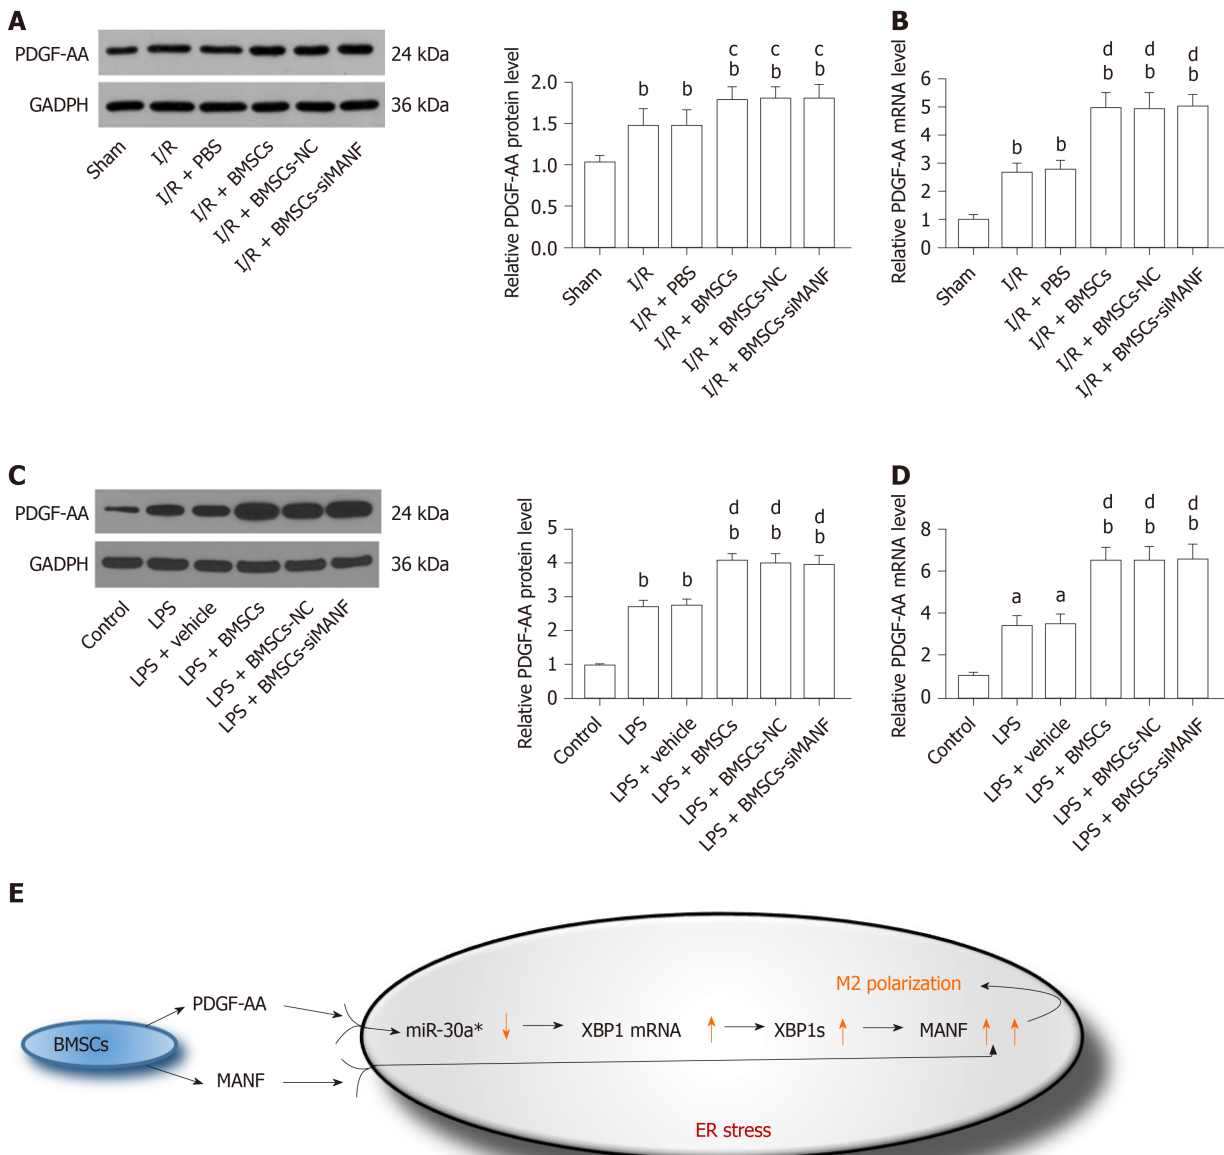 A
PDGF-AA
24 kDa
GADPH
36 kDa
Sham
I/R
I/R + PBS
I/R + BMSCs
I/R + BMSCs-NC
I/R + BMSCs-siMANF
Relative PDGF-AA protein level
2.0
1.5
1.0
0.5
0.0
b
b
c
b
c
b
c
b
Sham
I/R
I/R + PBS
I/R + BMSCs
I/R + BMSCs-NC
I/R + BMSCs-siMANF
B
Relative PDGF-AA mRNA level
6
5
4
3
2
1
0
b
b
d
b
d
b
d
b
Sham
I/R
I/R + PBS
I/R + BMSCs
I/R + BMSCs-NC
I/R + BMSCs-siMANF
C
PDGF-AA
24 kDa
GADPH
36 kDa
Control
LPS
LPS + vehicle
LPS + BMSCs
LPS + BMSCs-NC
LPS + BMSCs-siMANF
Relative PDGF-AA protein level
5
4
3
2
1
0
b
b
d
b
d
b
d
b
Control
LPS
LPS + vehicle
LPS + BMSCs
LPS + BMSCs-NC
LPS + BMSCs-siMANF
D
Relative PDGF-AA mRNA level
8
6
4
2
0
a
a
d
b
d
b
d
b
Control
LPS
LPS + vehicle
LPS + BMSCs
LPS + BMSCs-NC
LPS + BMSCs-siMANF
E
M2 polarization
PDGF-AA
BMSCs
miR-30a*
XBP1 mRNA
XBP1s
MANF
MANF
ER stress